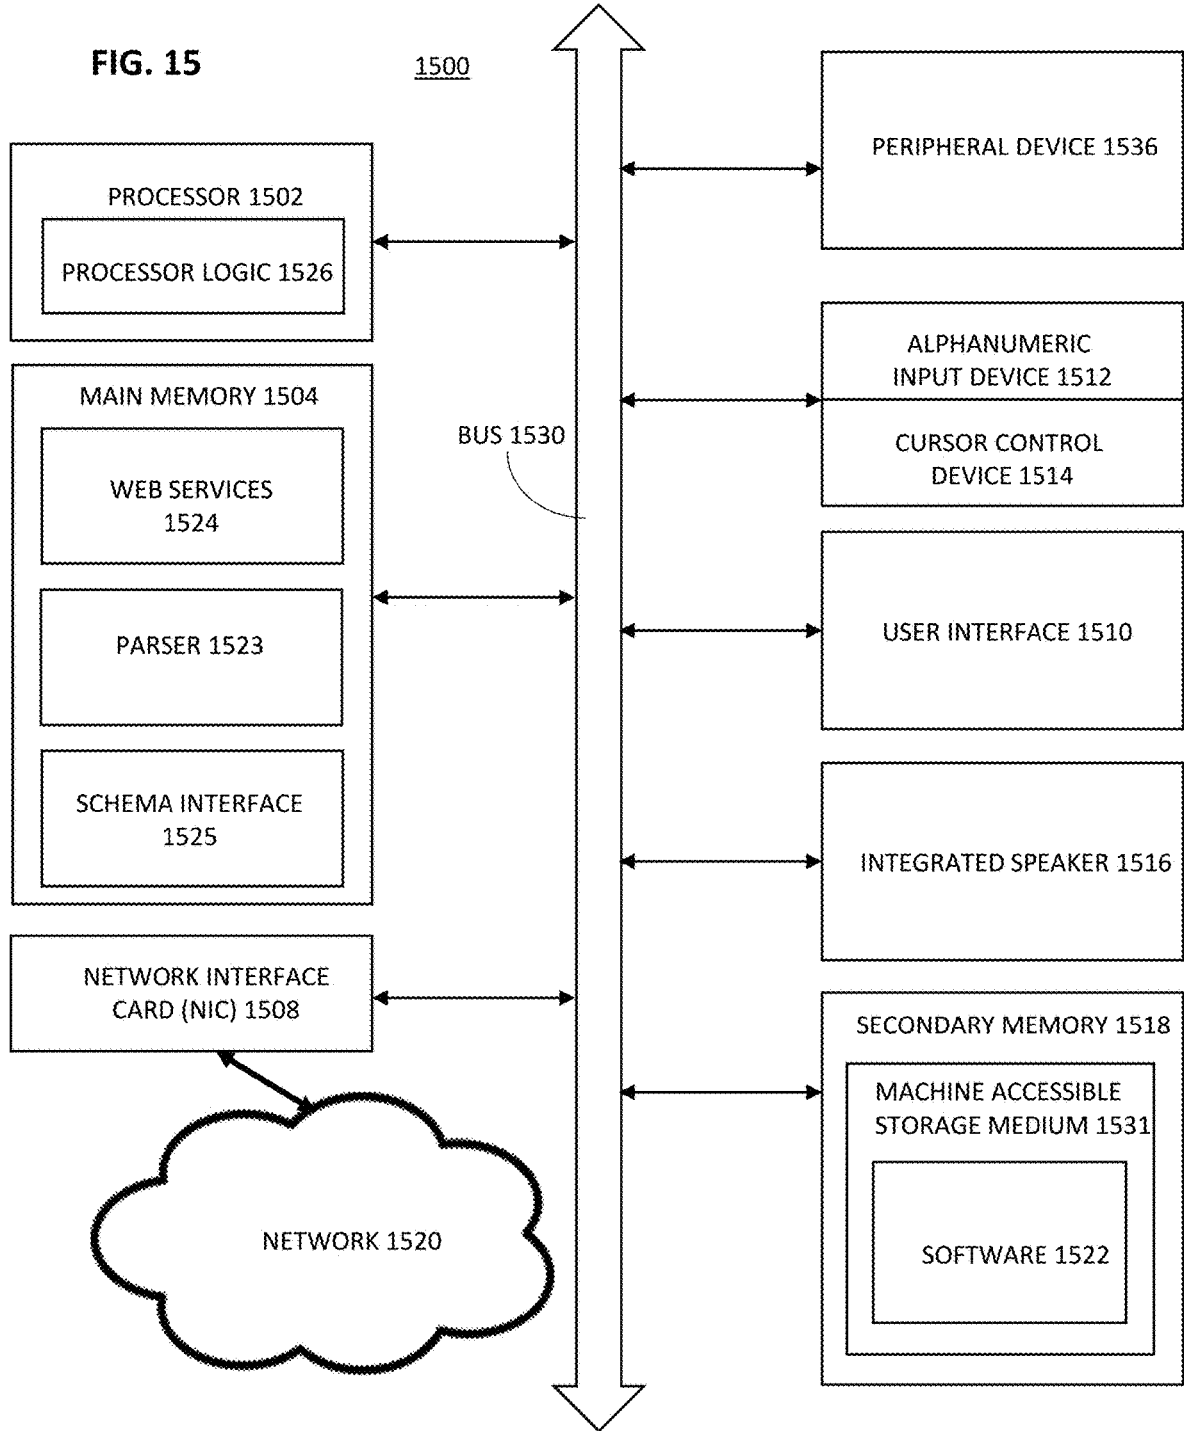 FIG. 15
1500
PROCESSOR 1502
PROCESSOR LOGIC 1526
MAIN MEMORY 1504
WEB SERVICES
1524
PARSER 1523
SCHEMA INTERFACE
1525
NETWORK INTERFACE
CARD (NIC) 1508
NETWORK 1520
BUS 1530
PERIPHERAL DEVICE 1536
ALPHANUMERIC
INPUT DEVICE 1512
CURSOR CONTROL
DEVICE 1514
USER INTERFACE 1510
INTEGRATED SPEAKER 1516
SECONDARY MEMORY 1518
MACHINE ACCESSIBLE
STORAGE MEDIUM 1531
SOFTWARE 1522